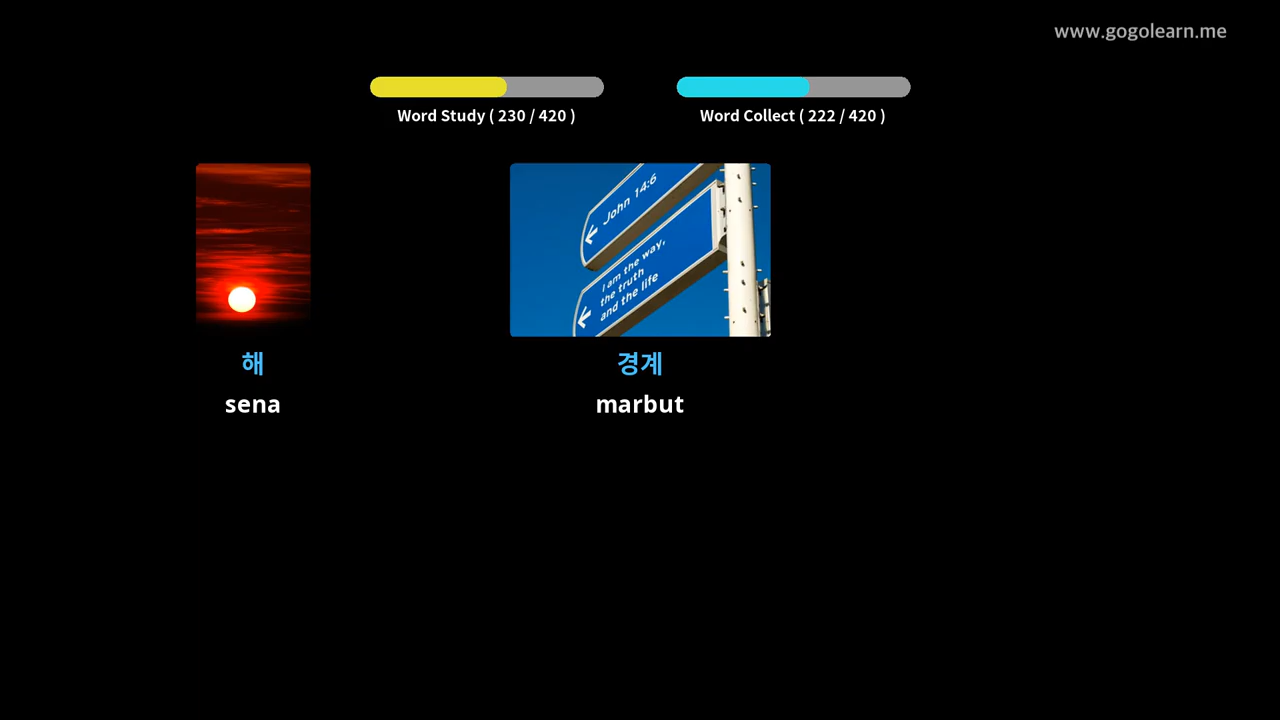 www.gogolearn.me
Word Study ( 230 / 420 )
Word Collect ( 222 / 420 )
John 14:6
I am the way,
the truth
and the life
해
경계
sena
marbut